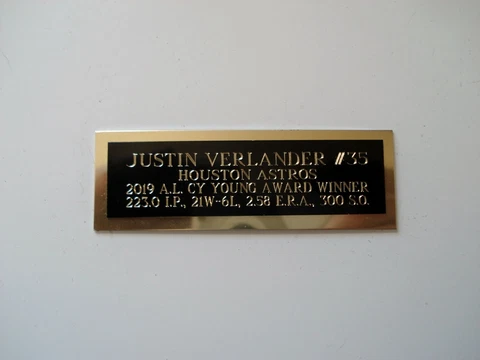 JUSTIN VERLANDER #35
HOUSTON ASTROS
2019 A.L. CY YOUNG AWARD WINNER
223.0 I.P., 21W-6L, 2.58 E.R.A., 300 S.O.